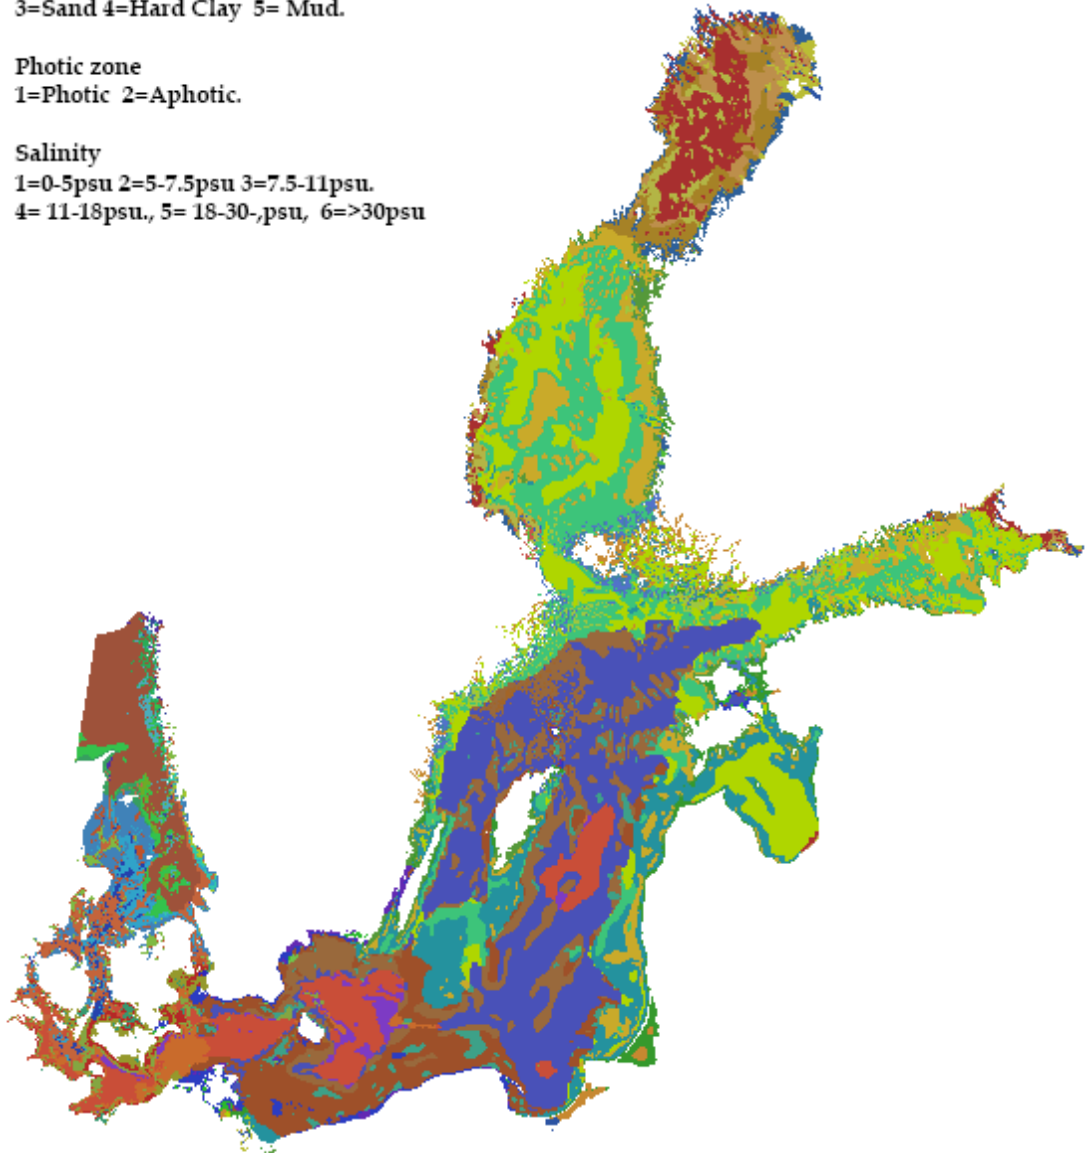 3=Sand 4=Hard Clay 5= Mud.
Photic zone
1=Photic 2=Aphotic.
Salinity
1=0-5psu 2=5-7.5psu 3=7.5-11psu.
4= 11-18psu., 5= 18-30-,psu, 6=>30psu